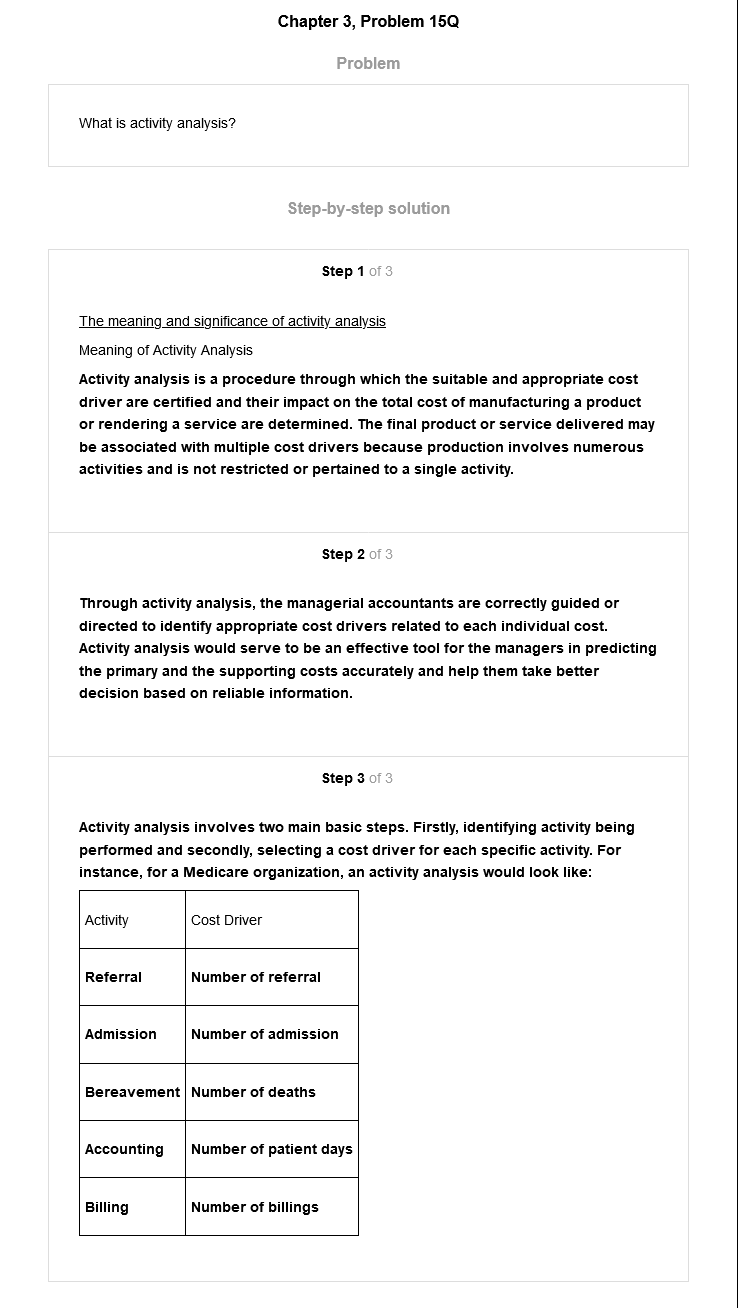 Chapter 3, Problem 15Q
Problem
What is activity analysis?
Step-by-step solution
Step 1 of 3
The meaning and significance of activity analysis
Meaning of Activity Analysis
Activity analysis is a procedure through which the suitable and appropriate cost
driver are certified and their impact on the total cost of manufacturing a product
or rendering a service are determined. The final product or service delivered may
be associated with multiple cost drivers because production involves numerous
activities and is not restricted or pertained to a single activity.
Step 2 of 3
Through activity analysis, the managerial accountants are correctly guided or
directed to identify appropriate cost drivers related to each individual cost.
Activity analysis would serve to be an effective tool for the managers in predicting
the primary and the supporting costs accurately and help them take better
decision based on reliable information.
Step 3 of 3
Activity analysis involves two main basic steps. Firstly, identifying activity being
performed and secondly, selecting a cost driver for each specific activity. For
instance, for a Medicare organization, an activity analysis would look like:
Activity Cost Driver
Referral Number of referral
Admission Number of admission
Bereavement Number of deaths
Accounting Number of patient days
Billing Number of billings